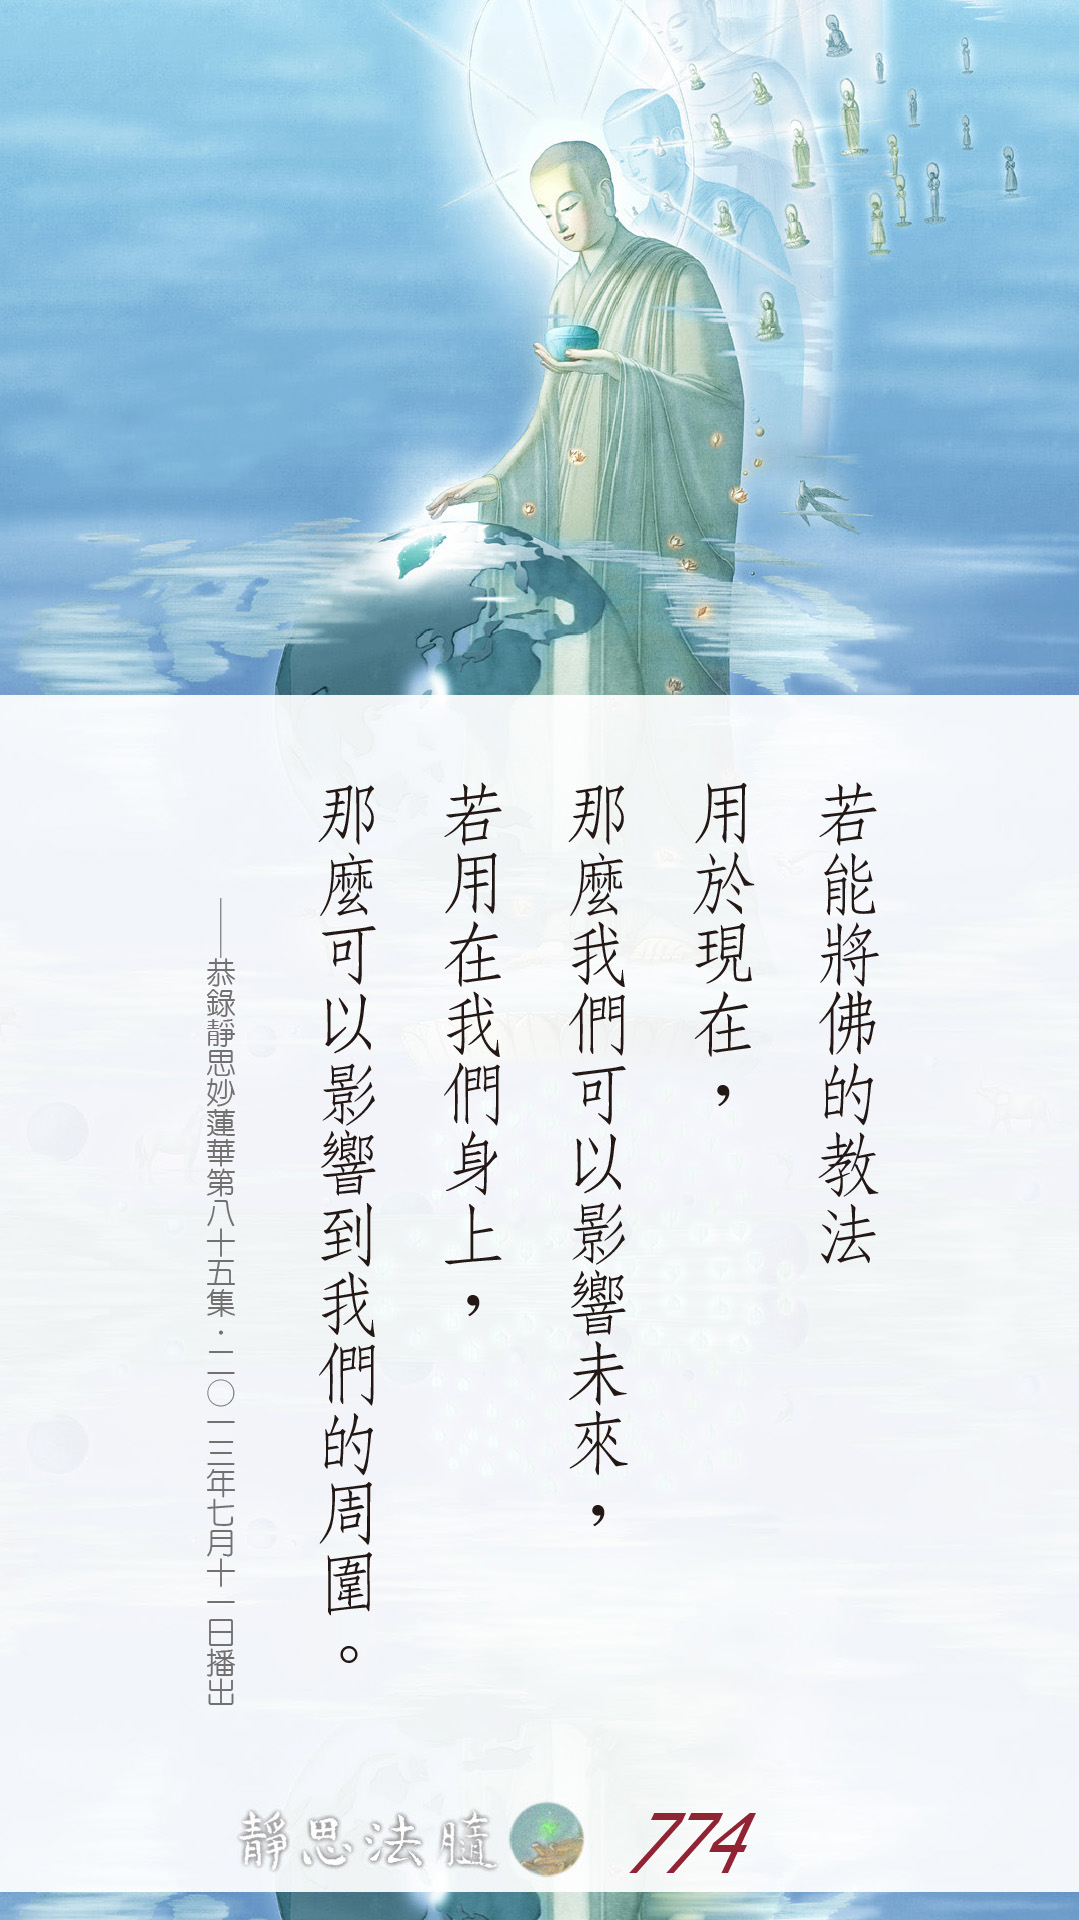 若能將佛的教法
用於現在，
那麼我們可以影響未來，
若用在我們身上，
那麼可以影響到我們的周圍。
──恭錄靜思妙蓮華第八十五集．二〇一三年七月十一日播出
靜思法髓 774